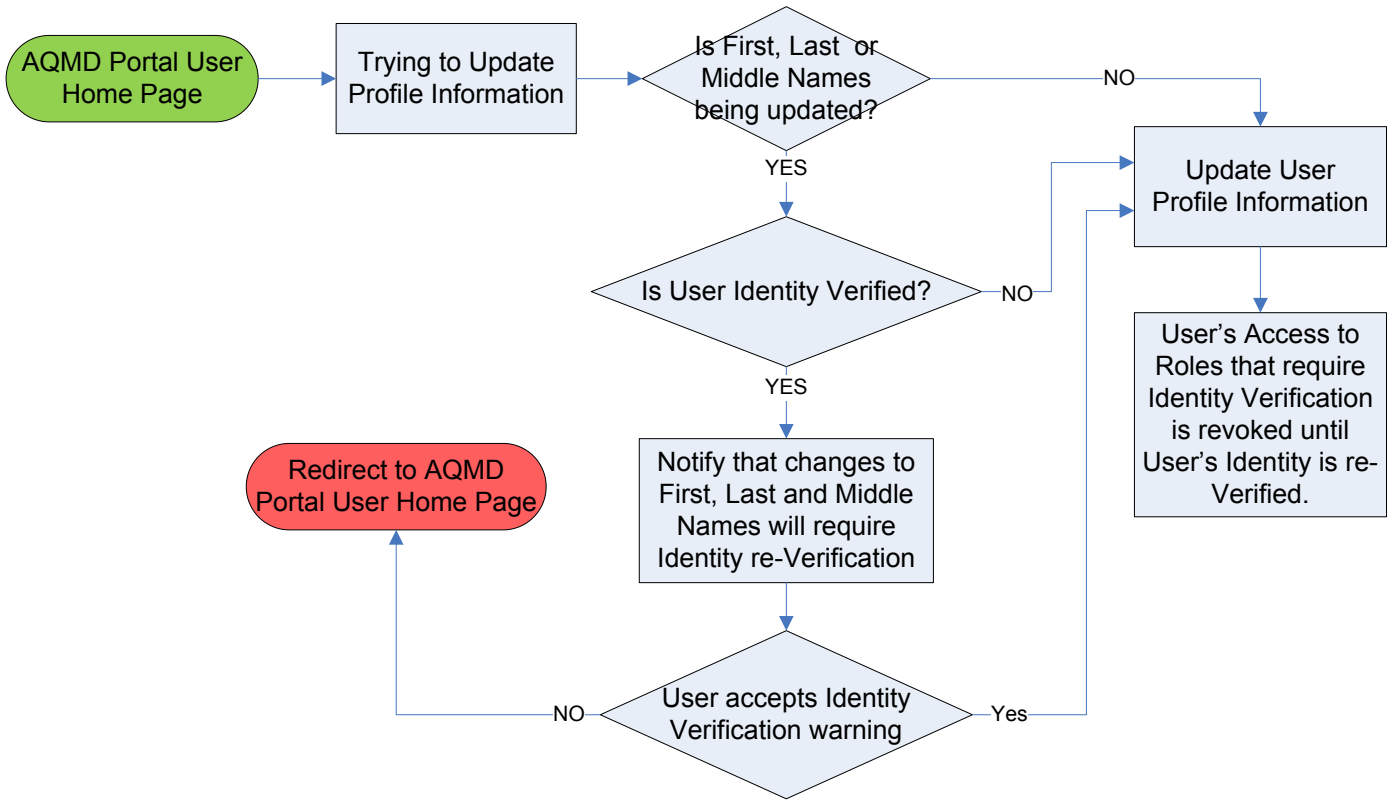 AQMD Portal User
Home Page
Trying to Update
Profile Information
Is First, Last or
Middle Names
being updated?
NO
YES
Update User
Profile Information
Is User Identity Verified?
NO
YES
User's Access to
Roles that require
Identity Verification
is revoked until
User's Identity is re-
Verified.
Notify that changes to
First, Last and Middle
Names will require
Identity re-Verification
Redirect to AQMD
Portal User Home Page
User accepts Identity
Verification warning
NO
Yes